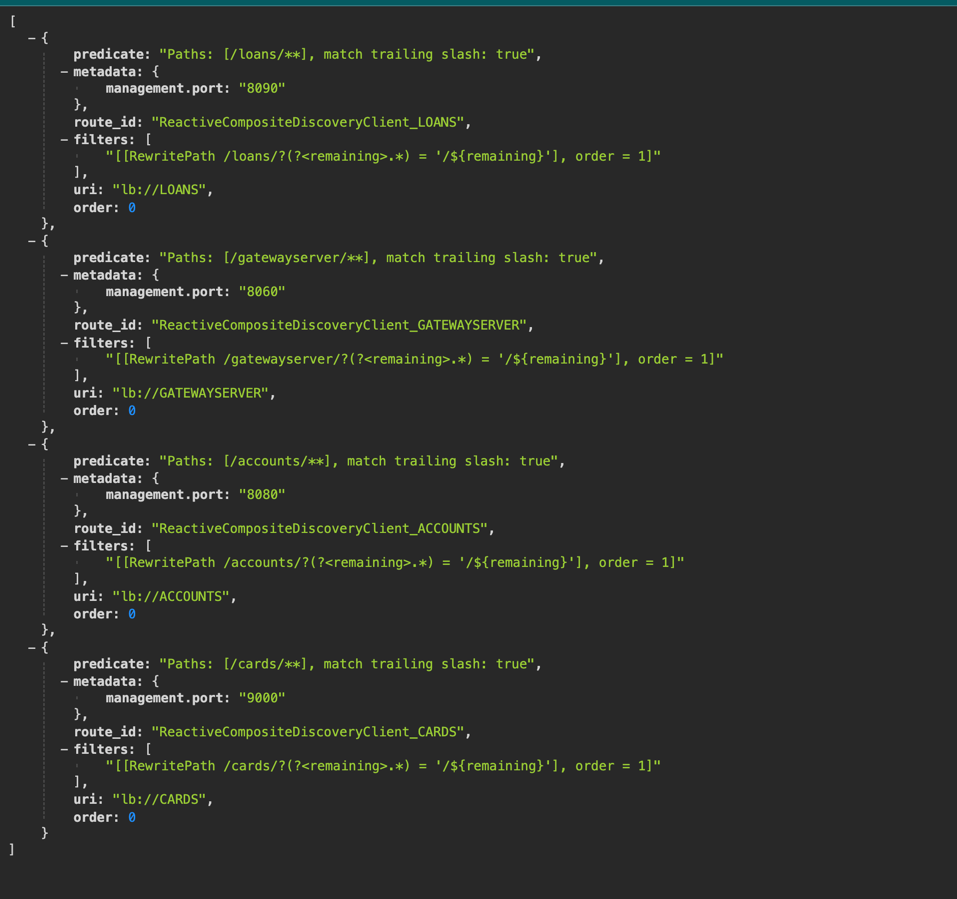 [
– {
predicate: "Paths: [/loans/**], match trailing slash: true",
– metadata: {
management.port: "8090"
},
route_id: "ReactiveCompositeDiscoveryClient_LOANS",
– filters: [
"[[RewritePath /loans/?(?<remaining>.*) = '/${remaining}'], order = 1]"
],
uri: "lb://LOANS",
order: 0
},
– {
predicate: "Paths: [/gatewayserver/**], match trailing slash: true",
– metadata: {
management.port: "8060"
},
route_id: "ReactiveCompositeDiscoveryClient_GATEWAYSERVER",
– filters: [
"[[RewritePath /gatewayserver/?(?<remaining>.*) = '/${remaining}'], order = 1]"
],
uri: "lb://GATEWAYSERVER",
order: 0
},
– {
predicate: "Paths: [/accounts/**], match trailing slash: true",
– metadata: {
management.port: "8080"
},
route_id: "ReactiveCompositeDiscoveryClient_ACCOUNTS",
– filters: [
"[[RewritePath /accounts/?(?<remaining>.*) = '/${remaining}'], order = 1]"
],
uri: "lb://ACCOUNTS",
order: 0
},
– {
predicate: "Paths: [/cards/**], match trailing slash: true",
– metadata: {
management.port: "9000"
},
route_id: "ReactiveCompositeDiscoveryClient_CARDS",
– filters: [
"[[RewritePath /cards/?(?<remaining>.*) = '/${remaining}'], order = 1]"
],
uri: "lb://CARDS",
order: 0
}
]